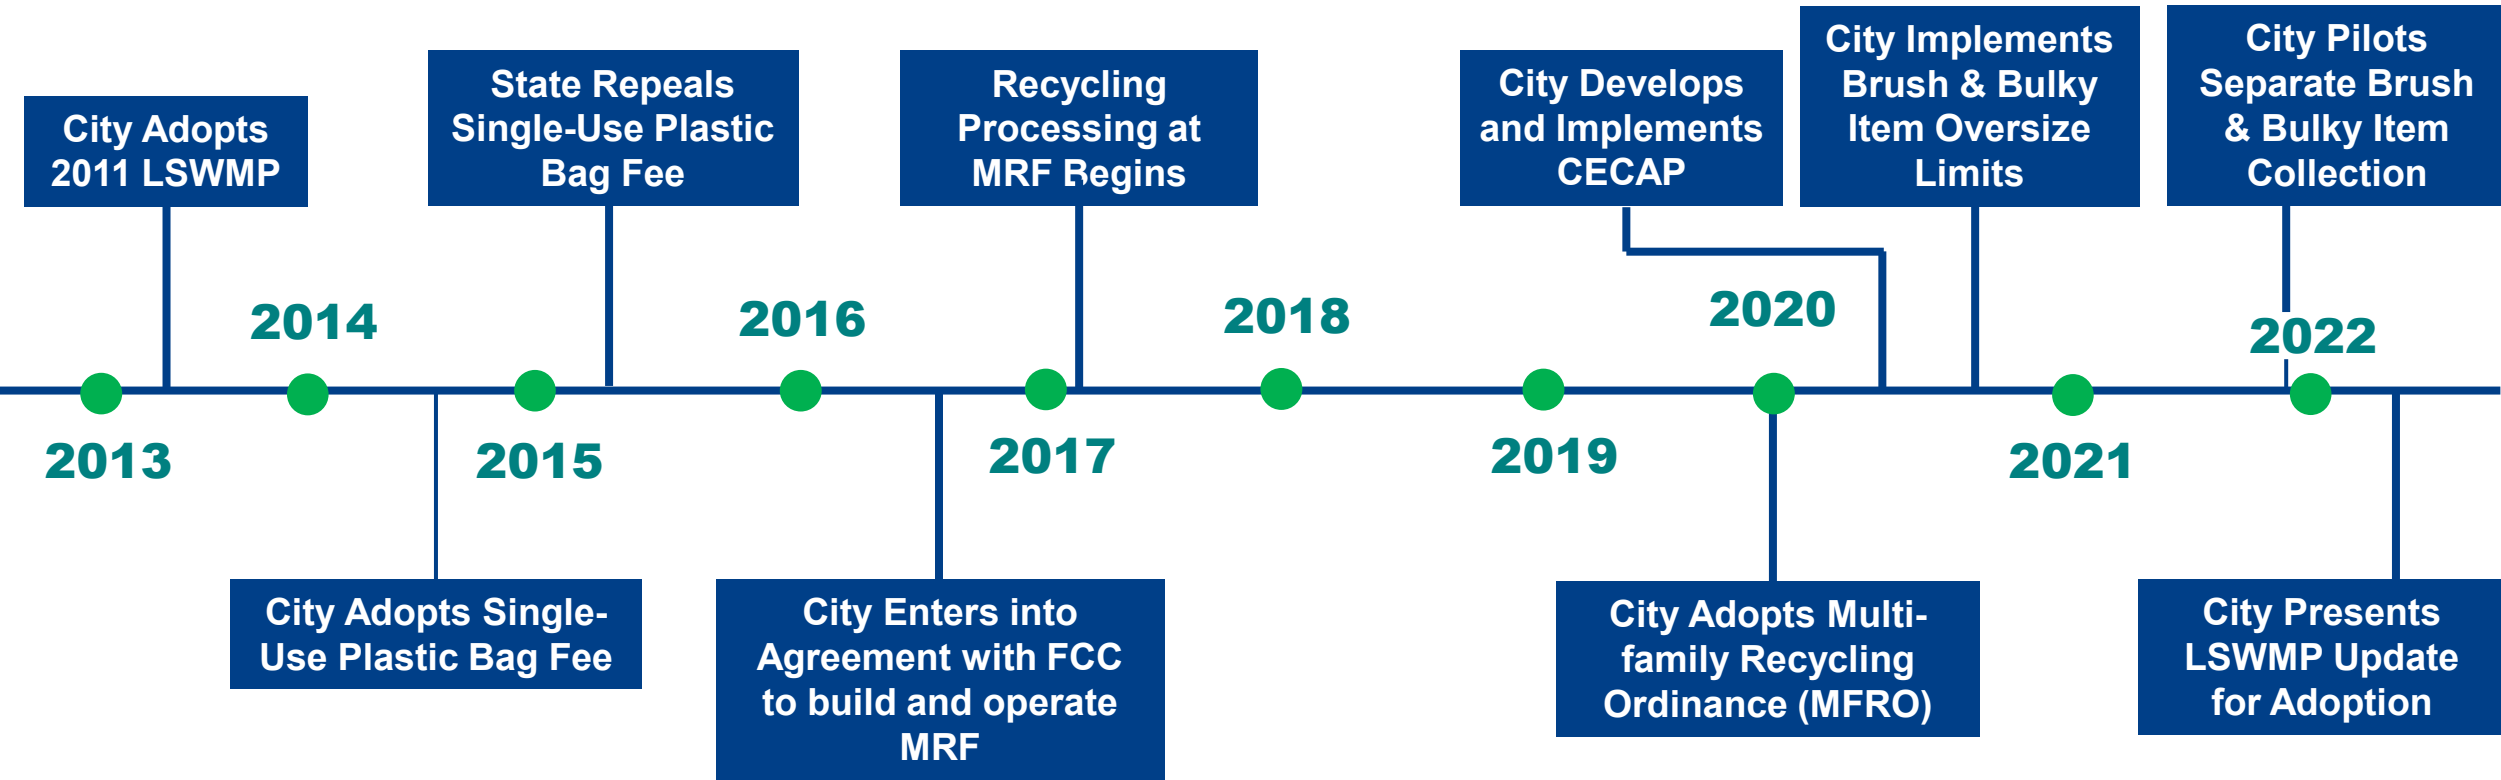 City Adopts
2011 LSWMP
State Repeals
Single-Use Plastic
Bag Fee
Recycling
Processing at
MRF Begins
City Develops
and Implements
CECAP
City Implements
Brush & Bulky
Item Oversize
Limits
City Pilots
Separate Brush
& Bulky Item
Collection
2013
2014
2015
2016
2017
2018
2019
2020
2021
2022
City Adopts Single-
Use Plastic Bag Fee
City Enters into
Agreement with FCC
to build and operate
MRF
City Adopts Multi-
family Recycling
Ordinance (MFRO)
City Presents
LSWMP Update
for Adoption